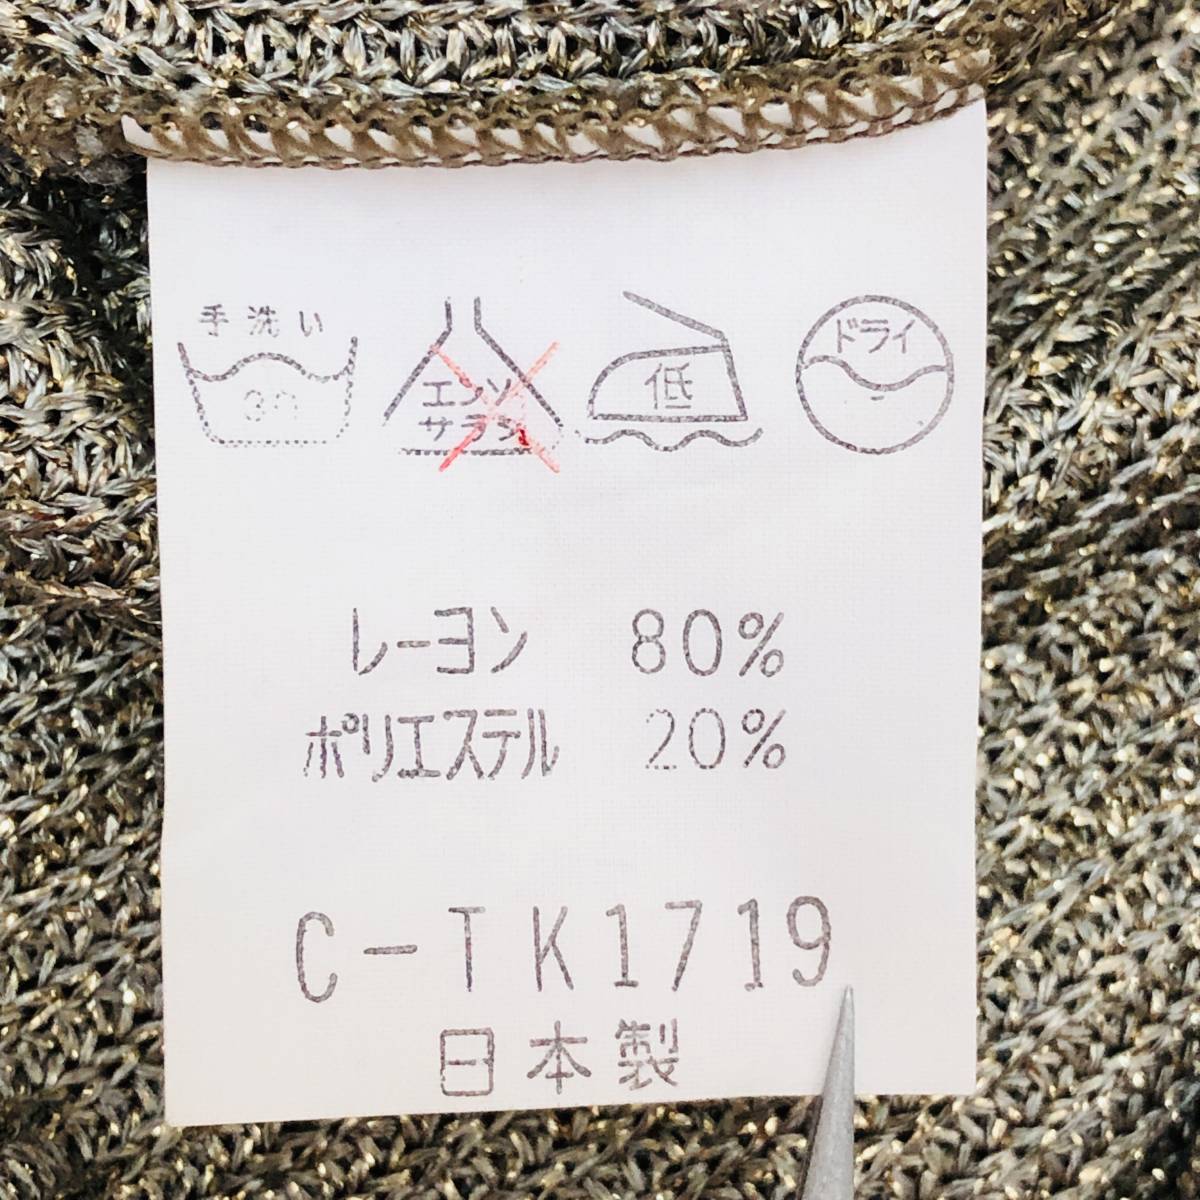 手洗い
30
エンソ
サラシ
低
ドライ
レーヨン 80%
ポリエステル 20%
C-TK1719
日本製